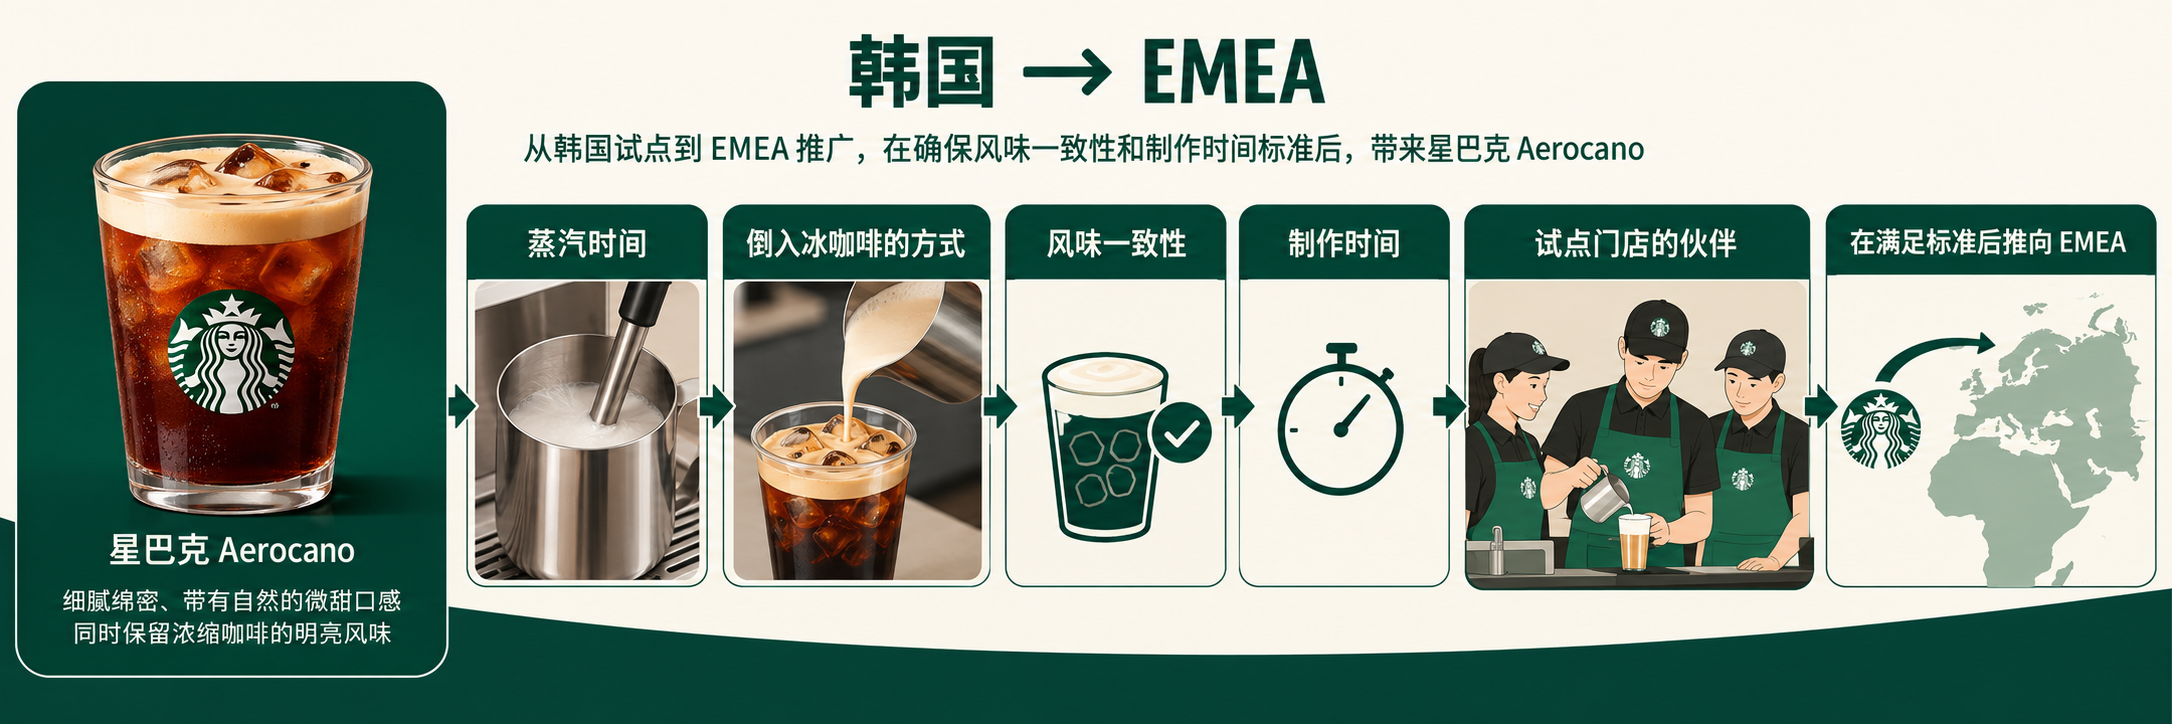 韩国 → EMEA
从韩国试点到 EMEA 推广，在确保风味一致性和制作时间标准后，带来星巴克 Aerocano
星巴克 Aerocano
细腻绵密、带有自然的微甜口感
同时保留浓缩咖啡的明亮风味
蒸汽时间
倒入冰咖啡的方式
风味一致性
制作时间
试点门店的伙伴
在满足标准后推向 EMEA